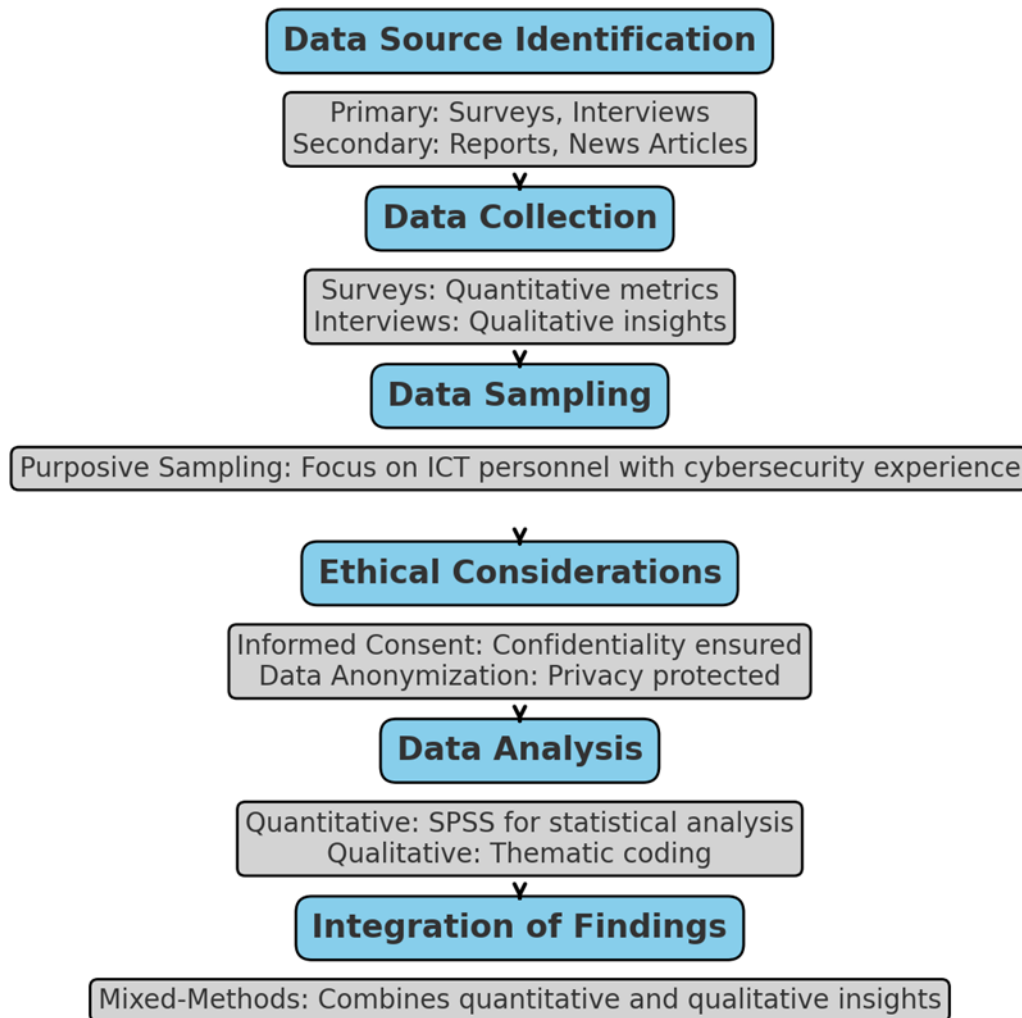 Data Source Identification
Primary: Surveys, Interviews
Secondary: Reports, News Articles
Data Collection
Surveys: Quantitative metrics
Interviews: Qualitative insights
Data Sampling
Purposive Sampling: Focus on ICT personnel with cybersecurity experience
Ethical Considerations
Informed Consent: Confidentiality ensured
Data Anonymization: Privacy protected
Data Analysis
Quantitative: SPSS for statistical analysis
Qualitative: Thematic coding
Integration of Findings
Mixed-Methods: Combines quantitative and qualitative insights